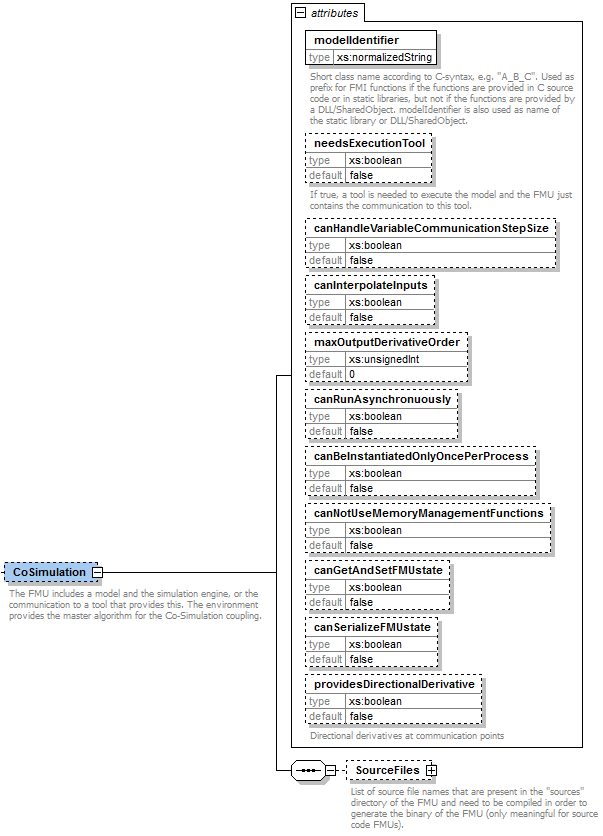 attributes
modelIdentifier
type xs:normalizedString
Short class name according to C-syntax, e.g. "A_B_C". Used as
prefix for FMI functions if the functions are provided in C source
code or in static libraries, but not if the functions are provided by
a DLL/SharedObject. modelIdentifier is also used as name of
the static library or DLL/SharedObject.
needsExecutionTool
type xs:boolean
default false
If true, a tool is needed to execute the model and the FMU just
contains the communication to this tool.
canHandleVariableCommunicationStepSize
type xs:boolean
default false
canInterpolateInputs
type xs:boolean
default false
maxOutputDerivativeOrder
type xs:unsignedInt
default 0
canRunAsynchronuously
type xs:boolean
default false
canBeInstantiatedOnlyOncePerProcess
type xs:boolean
default false
canNotUseMemoryManagementFunctions
type xs:boolean
default false
canGetAndSetFMUstate
type xs:boolean
default false
canSerializeFMUstate
type xs:boolean
default false
providesDirectionalDerivative
type xs:boolean
default false
Directional derivatives at communication points
CoSimulation
The FMU includes a model and the simulation engine, or the
communication to a tool that provides this. The environment
provides the master algorithm for the Co-Simulation coupling.
SourceFiles
List of source file names that are present in the "sources"
directory of the FMU and need to be compiled in order to
generate the binary of the FMU (only meaningful for source
code FMUs).